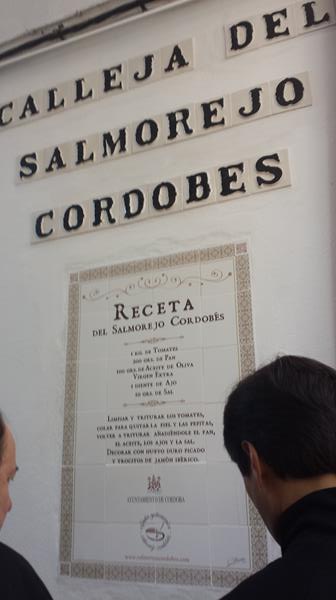 CALLEJA DEL
SALMOREJO
CORDOBES
RECETA
DEL SALMOREJO CORDOBÉS
1 KG. DE TOMATES
200 GRS. DE PAN
100 GRS. DE ACEITE DE OLIVA
VIRGEN EXTRA
1 DIENTE DE AJO
10 GRS. DE SAL
LIMPIAR Y TRITURAR LOS TOMATES,
COLAR PARA QUITAR LA PIEL Y LAS PEPITAS,
VOLVER A TRITURAR AÑADIÉNDOLE EL PAN,
EL ACEITE, LOS AJOS Y LA SAL.
DECORAR CON HUEVO DURO PICADO
Y TROCITOS DE JAMÓN IBÉRICO.
AYUNTAMIENTO DE CORDOBA